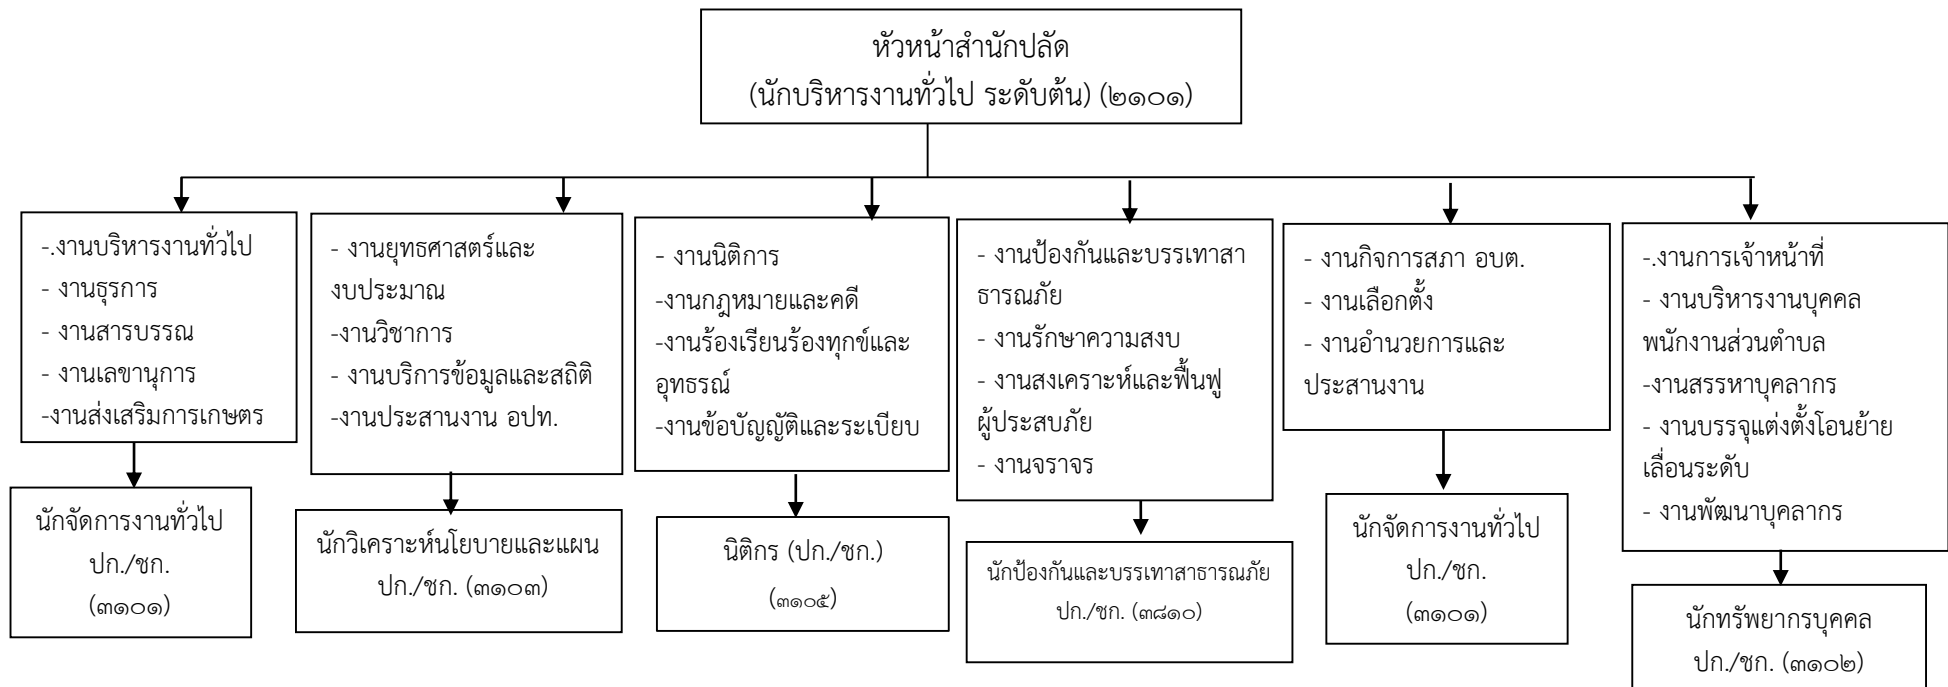 หัวหน้าสำนักปลัด
(นักบริหารงานทั่วไป ระดับต้น) (๒๑๐๑)
-.งานบริหารงานทั่วไป
- งานธุรการ
- งานสารบรรณ
- งานเลขานุการ
-งานส่งเสริมการเกษตร
นักจัดการงานทั่วไป
ปก./ชก.
(๓๑๐๑)
- งานยุทธศาสตร์และ
งบประมาณ
-งานวิชาการ
- งานบริการข้อมูลและสถิติ
-งานประสานงาน อปท.
นักวิเคราะห์นโยบายและแผน
ปก./ชก. (๓๑๐๓)
- งานนิติการ
-งานกฎหมายและคดี
-งานร้องเรียนร้องทุกข์และ
อุทธรณ์
-งานข้อบัญญัติและระเบียบ
นิติกร (ปก./ชก.)
(๓๑๐๕)
- งานป้องกันและบรรเทาสา
ธารณภัย
- งานรักษาความสงบ
- งานสงเคราะห์และฟื้นฟู
ผู้ประสบภัย
- งานจราจร
นักป้องกันและบรรเทาสาธารณภัย
ปก./ชก. (๓๘๑๐)
- งานกิจการสภา อบต.
- งานเลือกตั้ง
- งานอำนวยการและ
ประสานงาน
นักจัดการงานทั่วไป
ปก./ชก.
(๓๑๐๑)
-.งานการเจ้าหน้าที่
- งานบริหารงานบุคคล
พนักงานส่วนตำบล
-งานสรรหาบุคลากร
- งานบรรจุแต่งตั้งโอนย้าย
เลื่อนระดับ
- งานพัฒนาบุคลากร
นักทรัพยากรบุคคล
ปก./ชก. (๓๑๐๒)